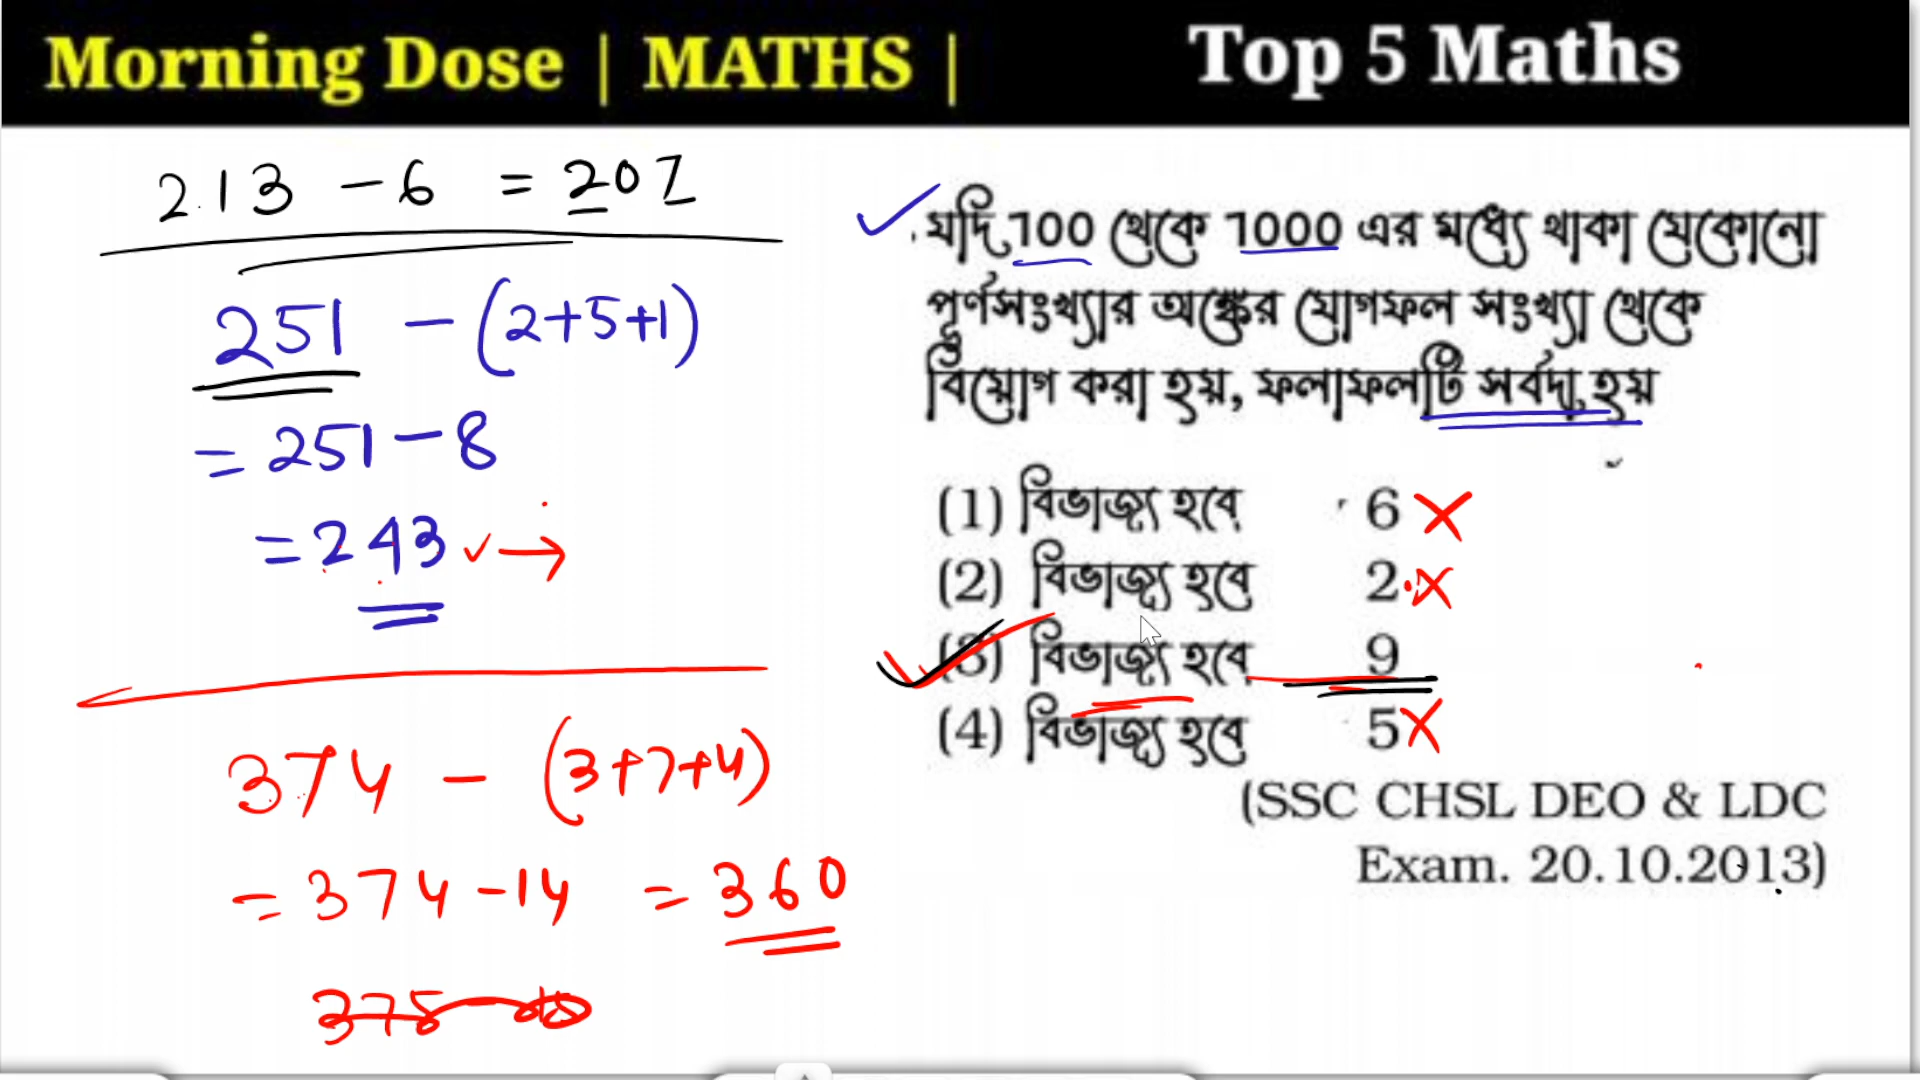 Morning Dose | MATHS | Top 5 Maths
213 - 6 = 207
251 - (2+5+1)
= 251 - 8
= 243
374 - (3+7+4)
= 374 - 14 = 360
যদি 100 থেকে 1000 এর মধ্যে থাকা যেকোনো
পূর্ণসংখ্যার অঙ্কের যোগফল সংখ্যা থেকে
বিয়োগ করা হয়, ফলাফলটি সর্বদা হয়
(1) বিভাজ্য হবে 6
(2) বিভাজ্য হবে 2
(3) বিভাজ্য হবে 9
(4) বিভাজ্য হবে 5
(SSC CHSL DEO & LDC
Exam. 20.10.2013)